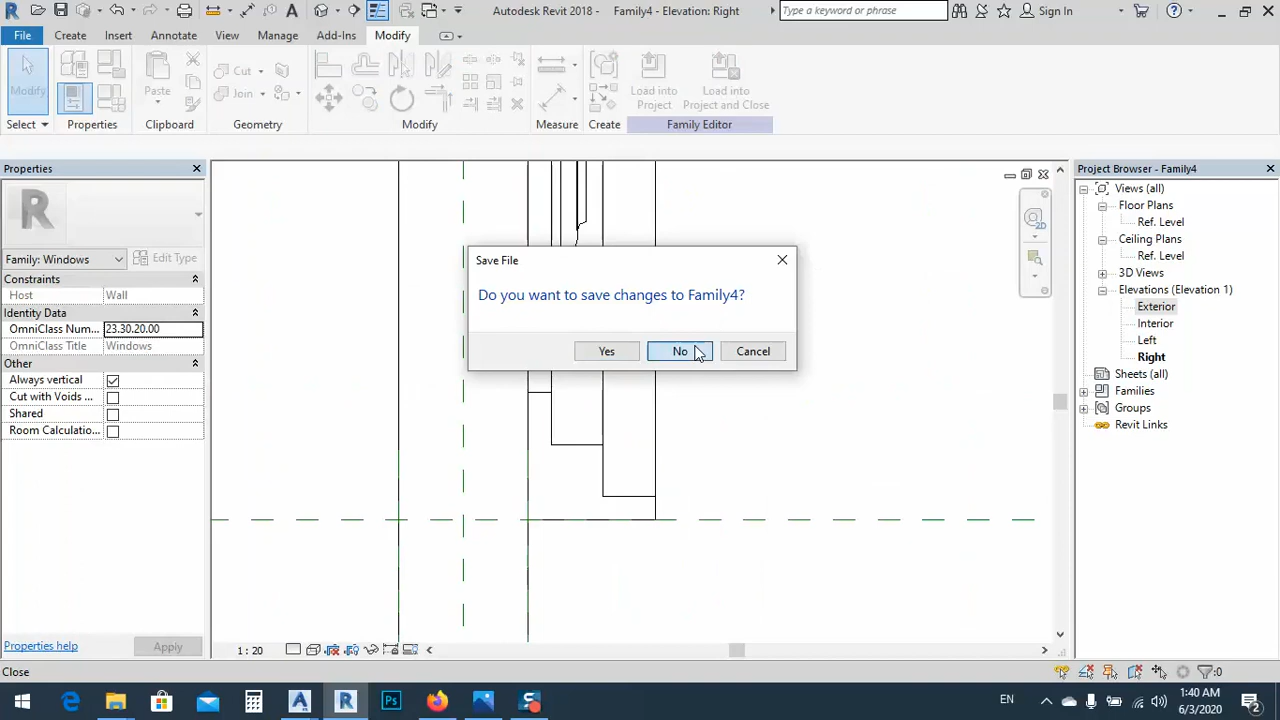 Autodesk Revit 2018 - Family4 - Elevation: Right
Type a keyword or phrase
Sign In
File
Create
Insert
Annotate
View
Manage
Add-Ins
Modify
Modify
Cut
Join
Paste
Load into
Project
Load into
Project and Close
Select
Properties
Clipboard
Geometry
Modify
Measure
Create
Family Editor
Properties
R
Family: Windows
Edit Type
Constraints
Host
Wall
Identity Data
OmniClass Num...
23.30.20.00
OmniClass Title
Windows
Other
Always vertical
Cut with Voids ...
Shared
Room Calculatio...
Properties help
Apply
Save File
Do you want to save changes to Family4?
Yes
No
Cancel
2D
Project Browser - Family4
Views (all)
Floor Plans
Ref. Level
Ceiling Plans
Ref. Level
3D Views
Elevations (Elevation 1)
Exterior
Interior
Left
Right
Sheets (all)
Families
Groups
Revit Links
1 : 20
Close
:0
EN
1:40 AM
6/3/2020
2